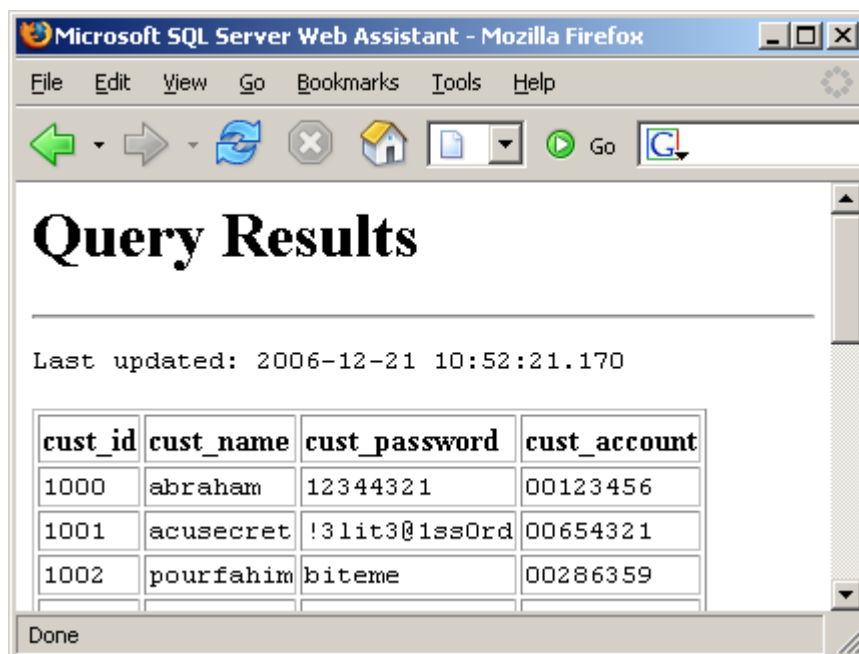 Microsoft SQL Server Web Assistant - Mozilla Firefox
File Edit View Go Bookmarks Tools Help
Go G
Query Results
Last updated: 2006-12-21 10:52:21.170
cust_id cust_name cust_password cust_account
1000 abraham 12344321 00123456
1001 acusecret !3lit3@1ss0rd 00654321
1002 pourfahim biteme 00286359
Done